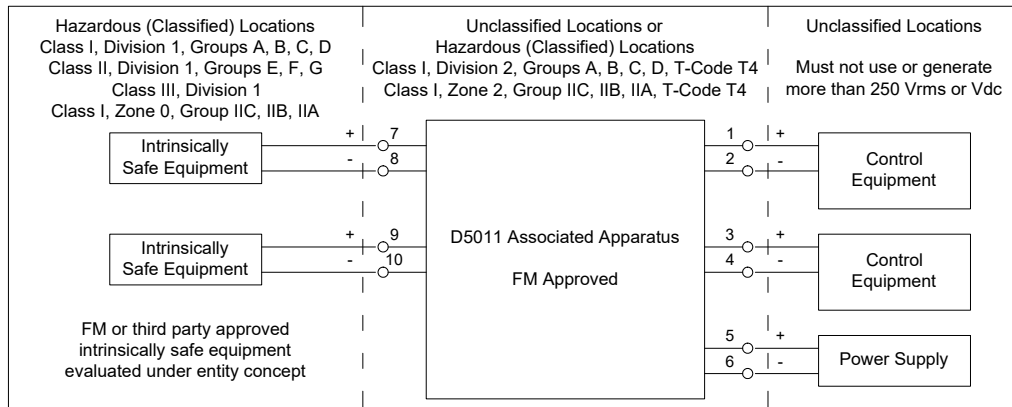 Hazardous (Classified) Locations
Class I, Division 1, Groups A, B, C, D
Class II, Division 1, Groups E, F, G
Class III, Division 1
Class I, Zone 0, Group IIC, IIB, IIA
Unclassified Locations or
Hazardous (Classified) Locations
Class I, Division 2, Groups A, B, C, D, T-Code T4
Class I, Zone 2, Group IIC, IIB, IIA, T-Code T4
Unclassified Locations
Must not use or generate
more than 250 Vrms or Vdc
Intrinsically
Safe Equipment
+ 7
- 8
Intrinsically
Safe Equipment
+ 9
- 10
FM or third party approved
intrinsically safe equipment
evaluated under entity concept
D5011 Associated Apparatus
FM Approved
1 +
2 -
Control
Equipment
3 +
4 -
Control
Equipment
5 +
6 -
Power Supply